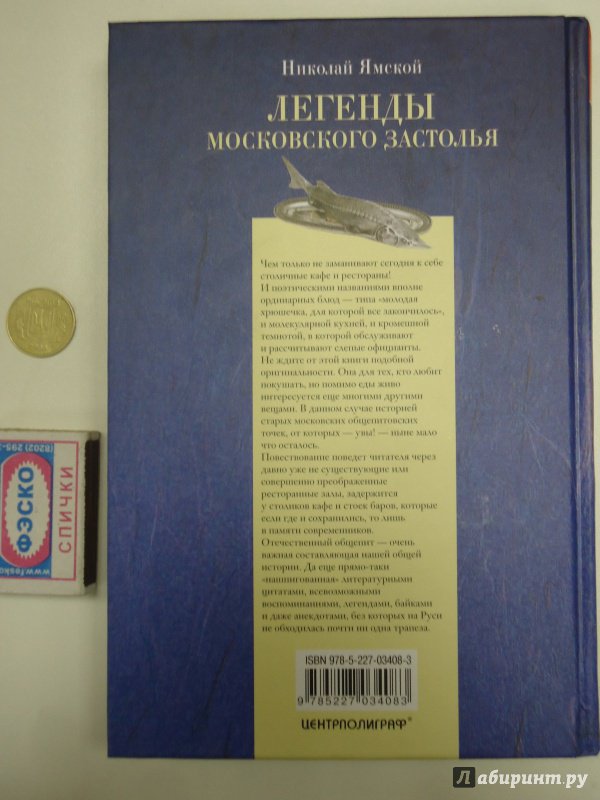 Николай Ямской
ЛЕГЕНДЫ
МОСКОВСКОГО ЗАСТОЛЬЯ
Чем только не заманивают сегодня к себе
столичные кафе и рестораны!
И поэтическими названиями вполне
ординарных блюд — типа «молодая
хрюшечка, для которой все закончилось»,
и молекулярной кухней, и кромешной
темнотой, в которой обслуживают
и рассчитывают слепые официанты.
Не ждите от этой книги подобной
оригинальности. Она для тех, кто любит
покушать, но помимо еды живо
интересуется еще многими другими
вещами. В данном случае историей
старых московских общепитовских
точек, от которых — увы! — ныне мало
что осталось.
Повествование поведет читателя через
давно уже не существующие или
совершенно преображенные
ресторанные залы, задержится
у столиков кафе и стоек баров, которые
если где и сохранились, то лишь
в памяти современников.
Отечественный общепит — очень
важная составляющая нашей общей
истории. Да еще прямо-таки
«нашпигованная» литературными
цитатами, всевозможными
воспоминаниями, легендами, байками
и даже анекдотами, без которых на Руси
не обходилась почти ни одна трапеза.
ISBN 978-5-227-03408-3
9 785227 034083
ЦЕНТРПОЛИГРАФ®
(8202) 295-
СПИЧКИ
ФЭСКО
www.fesko
Лабиринт.ру